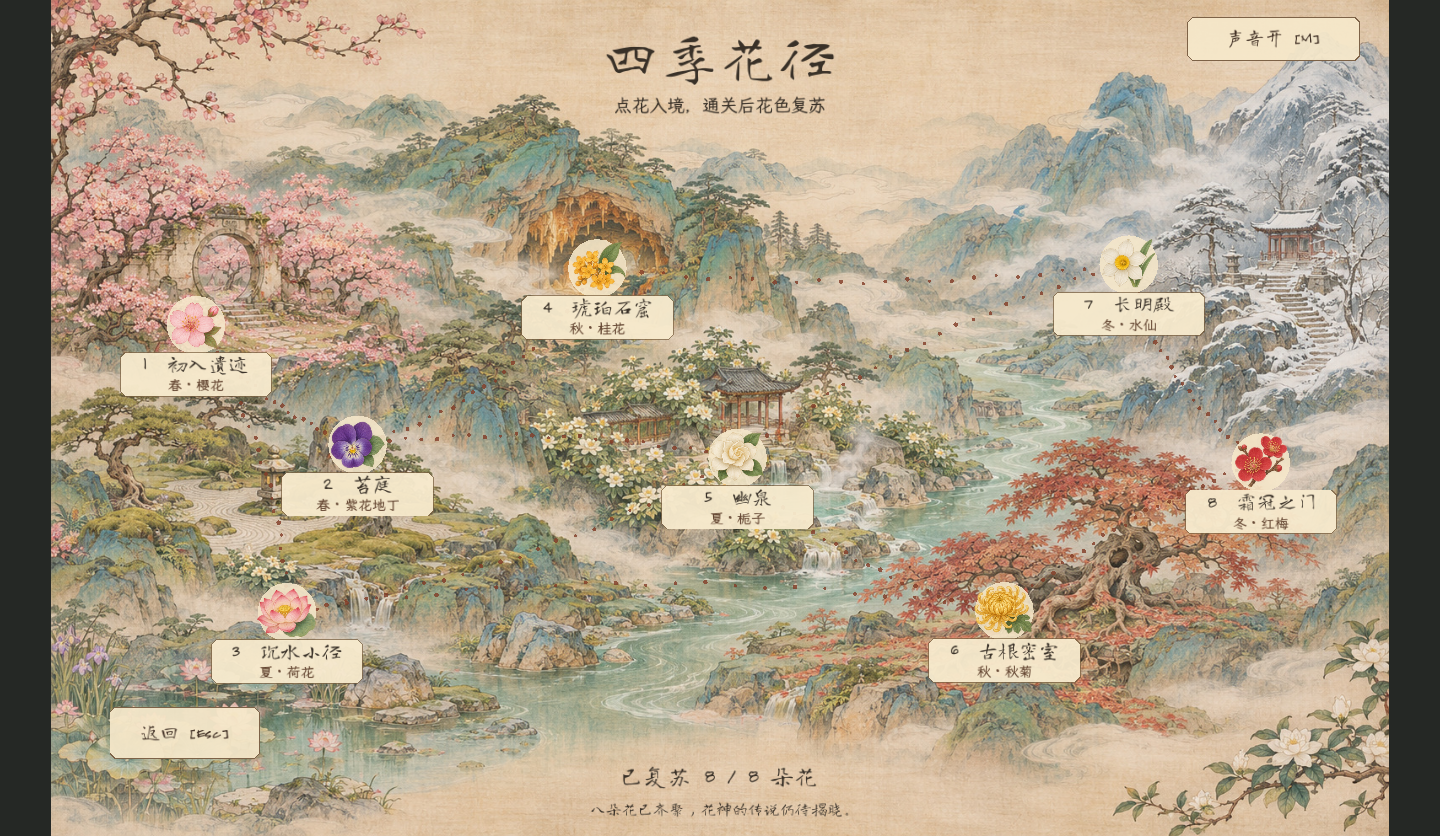 四季花径
点花入境，通关后花色复苏
声音开 [M]
1 初入遺迹
春·樱花
2 苔庭
春·紫花地丁
3 沉水小径
夏·荷花
4 琥珀石窟
秋·桂花
5 幽泉
夏·栀子
6 古根密室
秋·秋菊
7 长明殿
冬·水仙
8 霜冠之门
冬·红梅
返回 [Esc]
已复苏 8 / 8 朵花
八朵花已齐聚，花神的传说仍待揭晓。